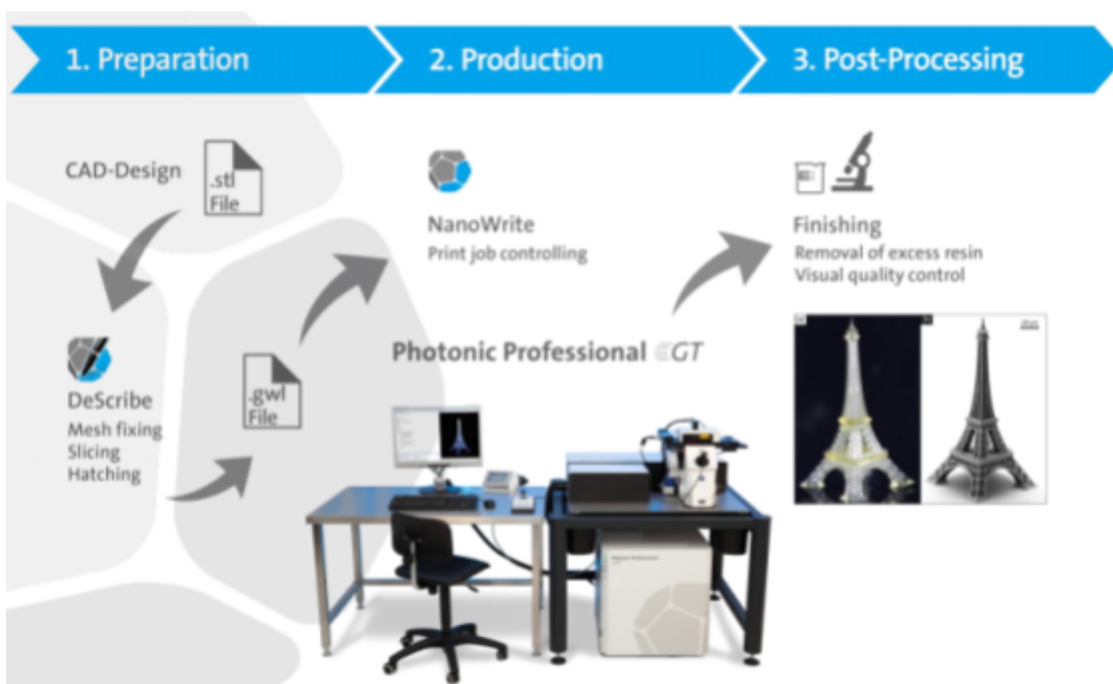 1. Preparation
2. Production
3. Post-Processing
CAD-Design
.stl
File
DeScribe
Mesh fixing
Slicing
Hatching
.gwl
File
NanoWrite
Print job controlling
Photonic Professional GT
Finishing
Removal of excess resin
Visual quality control